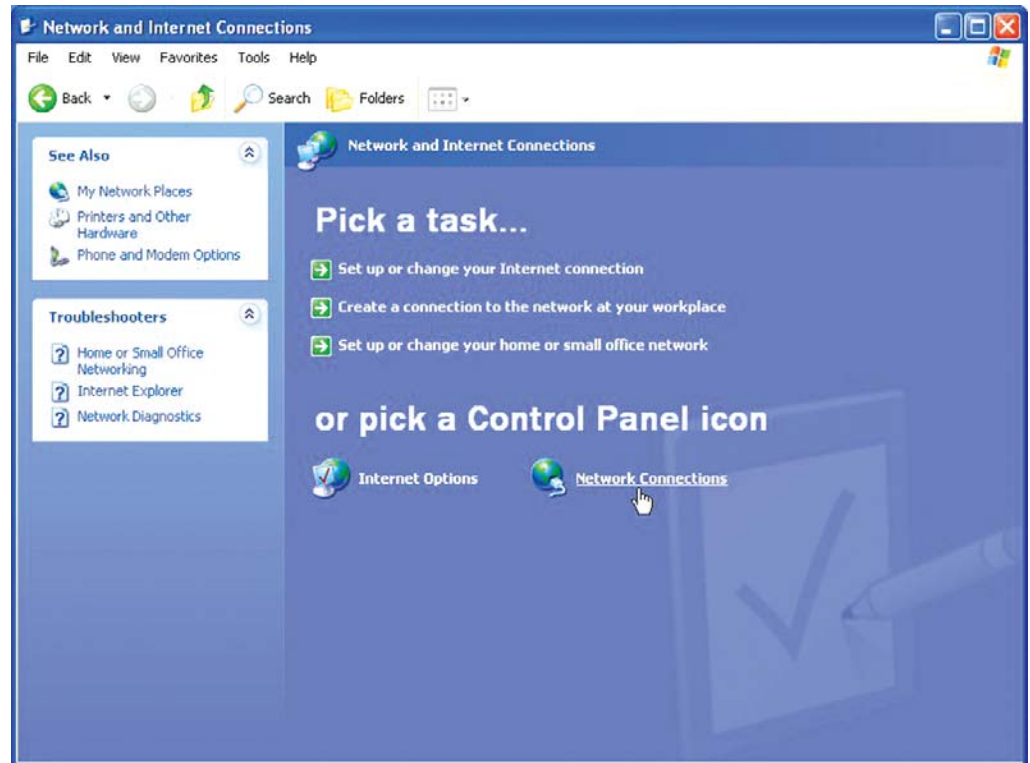 Network and Internet Connections
File Edit View Favorites Tools Help
Back Search Folders
See Also
My Network Places
Printers and Other
Hardware
Phone and Modem Options
Troubleshooters
Home or Small Office
Networking
Internet Explorer
Network Diagnostics
Network and Internet Connections
Pick a task...
Set up or change your Internet connection
Create a connection to the network at your workplace
Set up or change your home or small office network
or pick a Control Panel icon
Internet Options
Network Connections